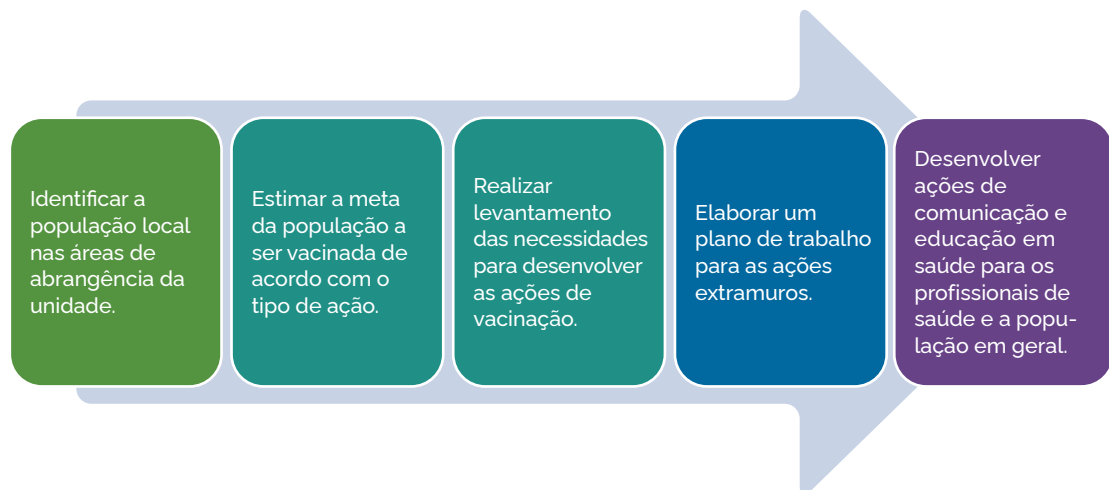 Identificar a
população local
nas áreas de
abrangência da
unidade.
Estimar a meta
da população a
ser vacinada de
acordo com o
tipo de ação.
Realizar
levantamento
das necessidades
para desenvolver
as ações de
vacinação.
Elaborar um
plano de trabalho
para as ações
extramuros.
Desenvolver
ações de
comunicação e
educação em
saúde para os
profissionais de
saúde e a popu-
lação em geral.